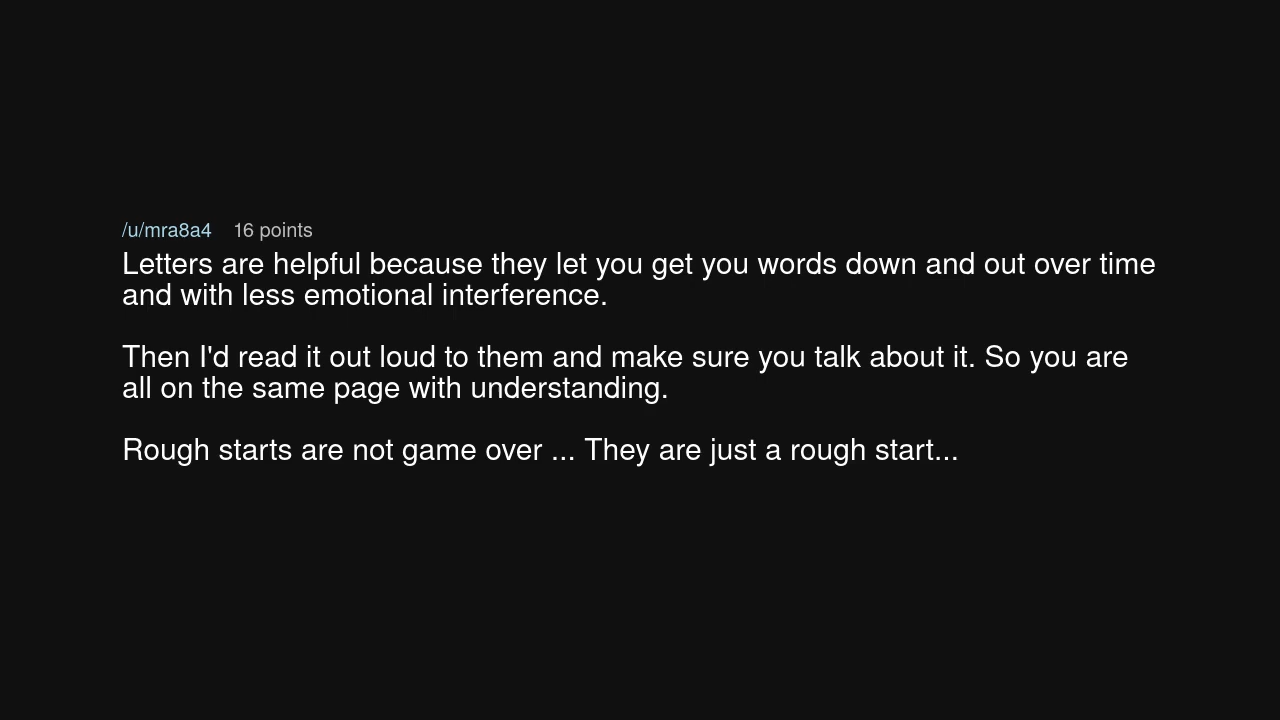 /u/mra8a4 16 points
Letters are helpful because they let you get you words down and out over time
and with less emotional interference.
Then I'd read it out loud to them and make sure you talk about it. So you are
all on the same page with understanding.
Rough starts are not game over ... They are just a rough start...